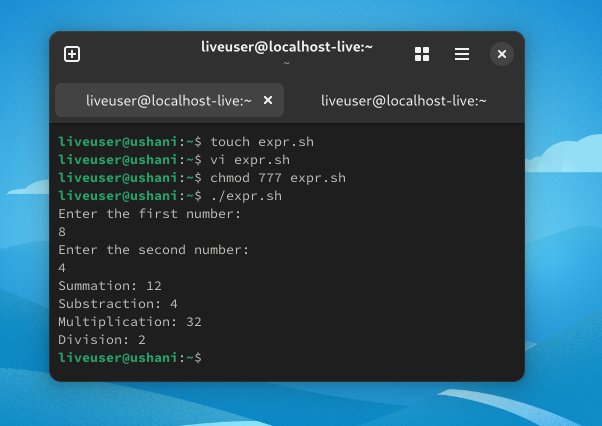 liveuser@localhost-live:~
~
liveuser@localhost-live:~
liveuser@localhost-live:~
liveuser@ushani:~$ touch expr.sh
liveuser@ushani:~$ vi expr.sh
liveuser@ushani:~$ chmod 777 expr.sh
liveuser@ushani:~$ ./expr.sh
Enter the first number:
8
Enter the second number:
4
Summation: 12
Substraction: 4
Multiplication: 32
Division: 2
liveuser@ushani:~$